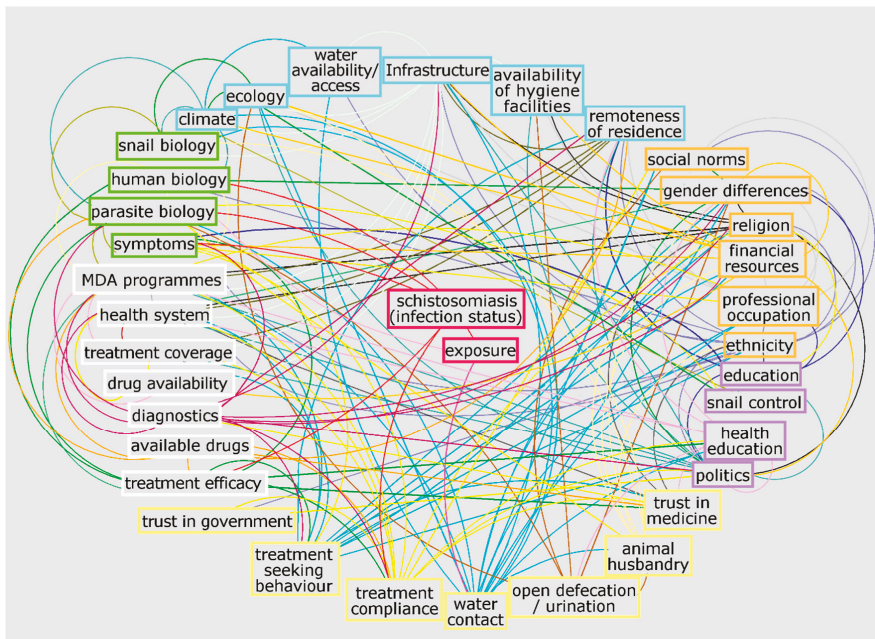 water
availability/
access
Infrastructure
availability
of hygiene
facilities
ecology
climate
remoteness
of residence
snail biology
social norms
human biology
gender differences
parasite biology
religion
symptoms
financial
resources
MDA programmes
schistosomiasis
(infection status)
professional
occupation
health system
exposure
ethnicity
treatment coverage
education
drug availability
snail control
diagnostics
health
education
available drugs
politics
treatment efficacy
trust in
medicine
trust in government
animal
husbandry
treatment
seeking
behaviour
treatment
compliance
water
contact
open defecation
/ urination